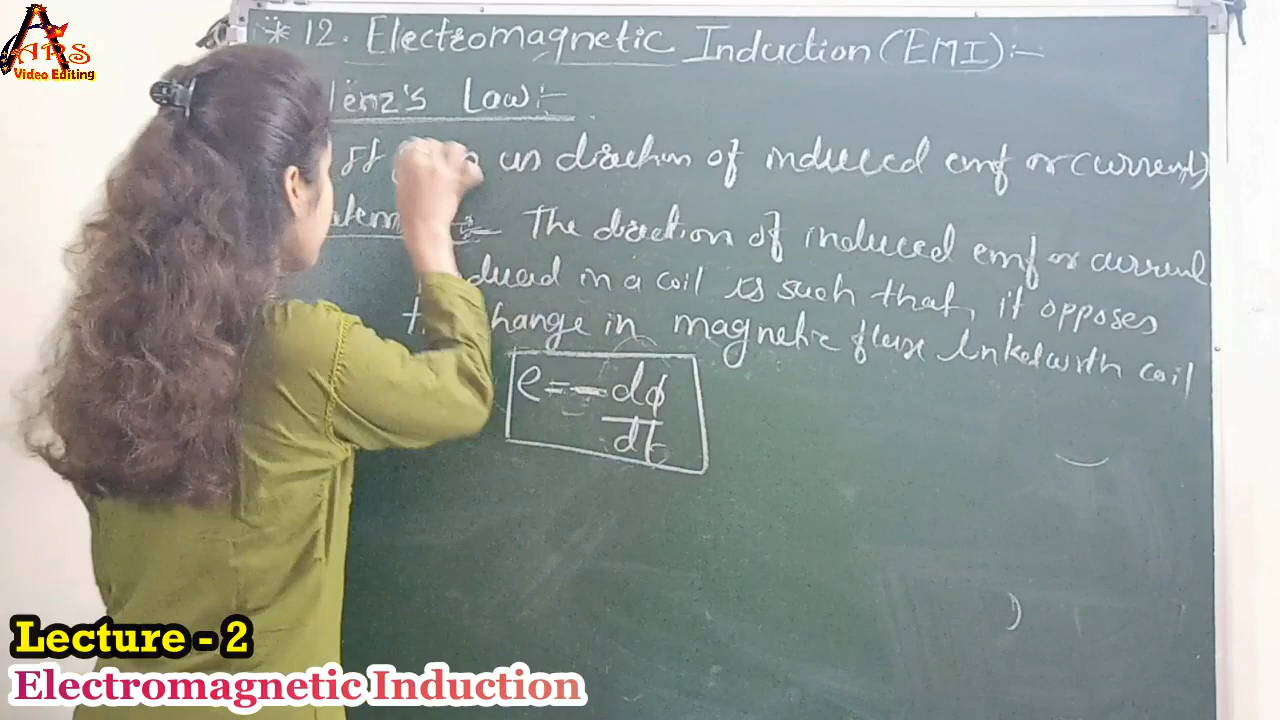 ARS
Video Editing
* 12. Electromagnetic Induction (EMI):-
lenz's Law:-
us direction of induced emf or current)
The direction of induced emf or current
in a coil is such that, it opposes
change in magnetic flux linked with coil
e = - dφ
dt
Lecture - 2
Electromagnetic Induction